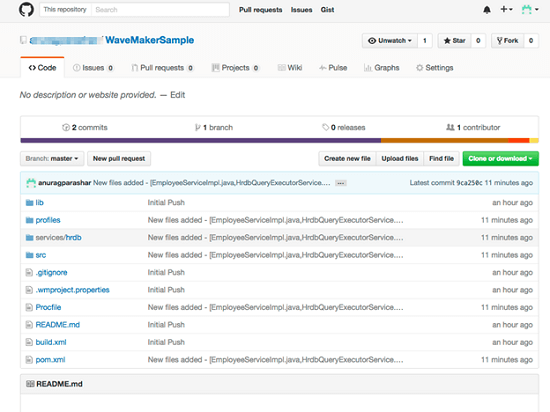 This repository Search Pull requests Issues Gist
WaveMakerSample Unwatch 1 Star 0 Fork 0
Code Issues 0 Pull requests 0 Projects 0 Wiki Pulse Graphs Settings
No description or website provided. — Edit
2 commits 1 branch 0 releases 1 contributor
Branch: master New pull request Create new file Upload files Find file Clone or download
anuragparashar New files added - [EmployeeServiceImpl.java,HrdbQueryExecutorService.… ... Latest commit 9ca250c 11 minutes ago
lib Initial Push an hour ago
profiles New files added - [EmployeeServiceImpl.java,HrdbQueryExecutorService.… 11 minutes ago
services/hrdb New files added - [EmployeeServiceImpl.java,HrdbQueryExecutorService.… 11 minutes ago
src New files added - [EmployeeServiceImpl.java,HrdbQueryExecutorService.… 11 minutes ago
.gitignore Initial Push an hour ago
.wmproject.properties Initial Push an hour ago
Procfile New files added - [EmployeeServiceImpl.java,HrdbQueryExecutorService.… 11 minutes ago
README.md Initial Push an hour ago
build.xml Initial Push an hour ago
pom.xml New files added - [EmployeeServiceImpl.java,HrdbQueryExecutorService.… 11 minutes ago
README.md